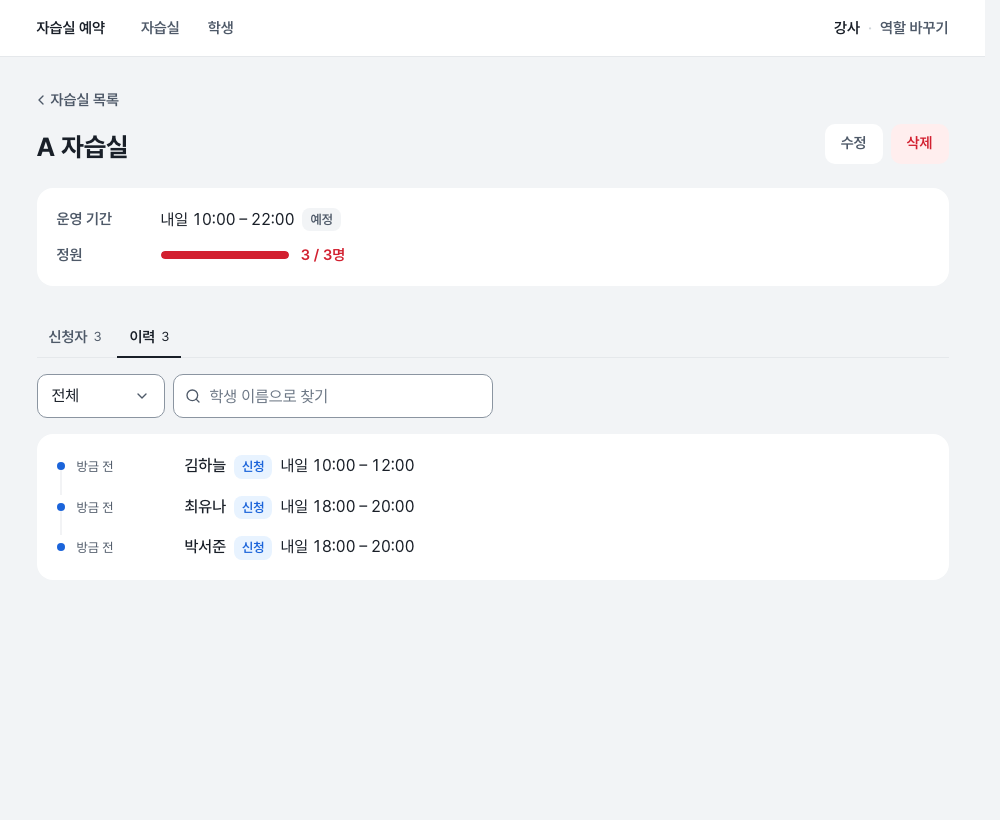 자습실 예약 자습실 학생 강사 · 역할 바꾸기
자습실 목록
A 자습실 수정 삭제
운영 기간 내일 10:00 – 22:00 예정
정원 3 / 3명
신청자 3 이력 3
전체 학생 이름으로 찾기
방금 전 김하늘 신청 내일 10:00 – 12:00
방금 전 최유나 신청 내일 18:00 – 22:00
방금 전 박서준 신청 내일 18:00 – 20:00